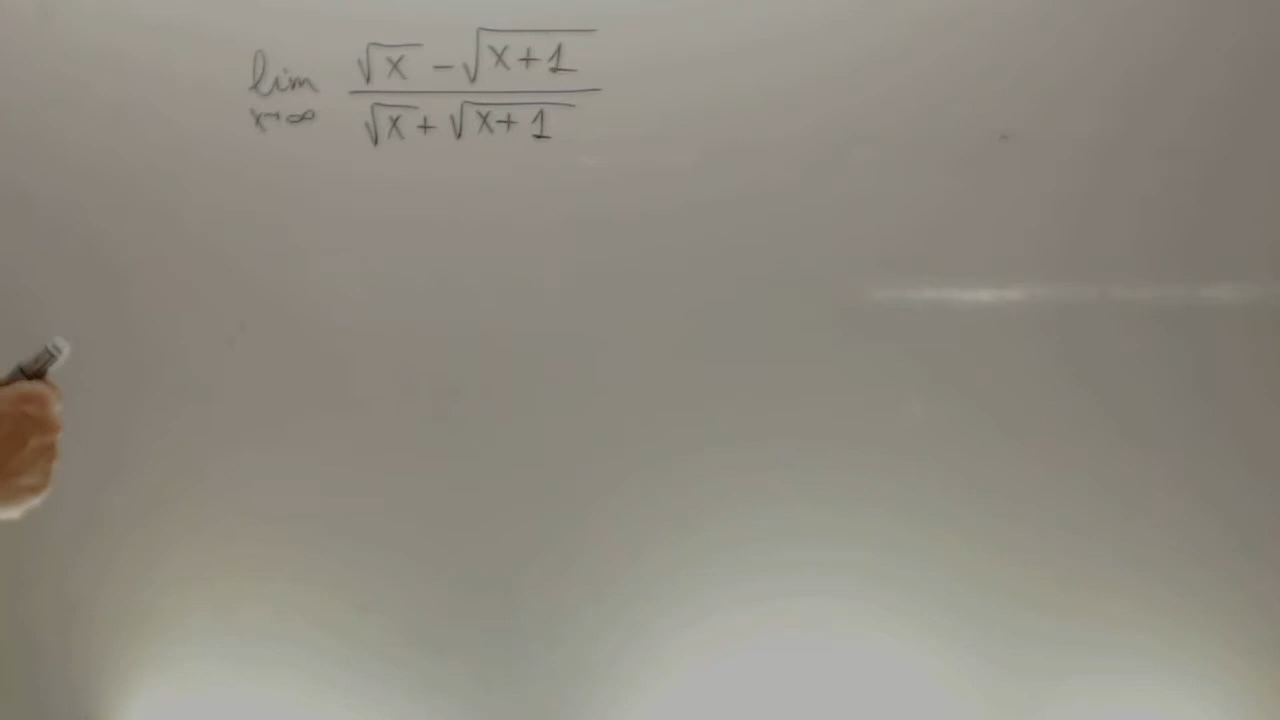 lim √x − √(x+1)
x→∞ √x + √(x+1)